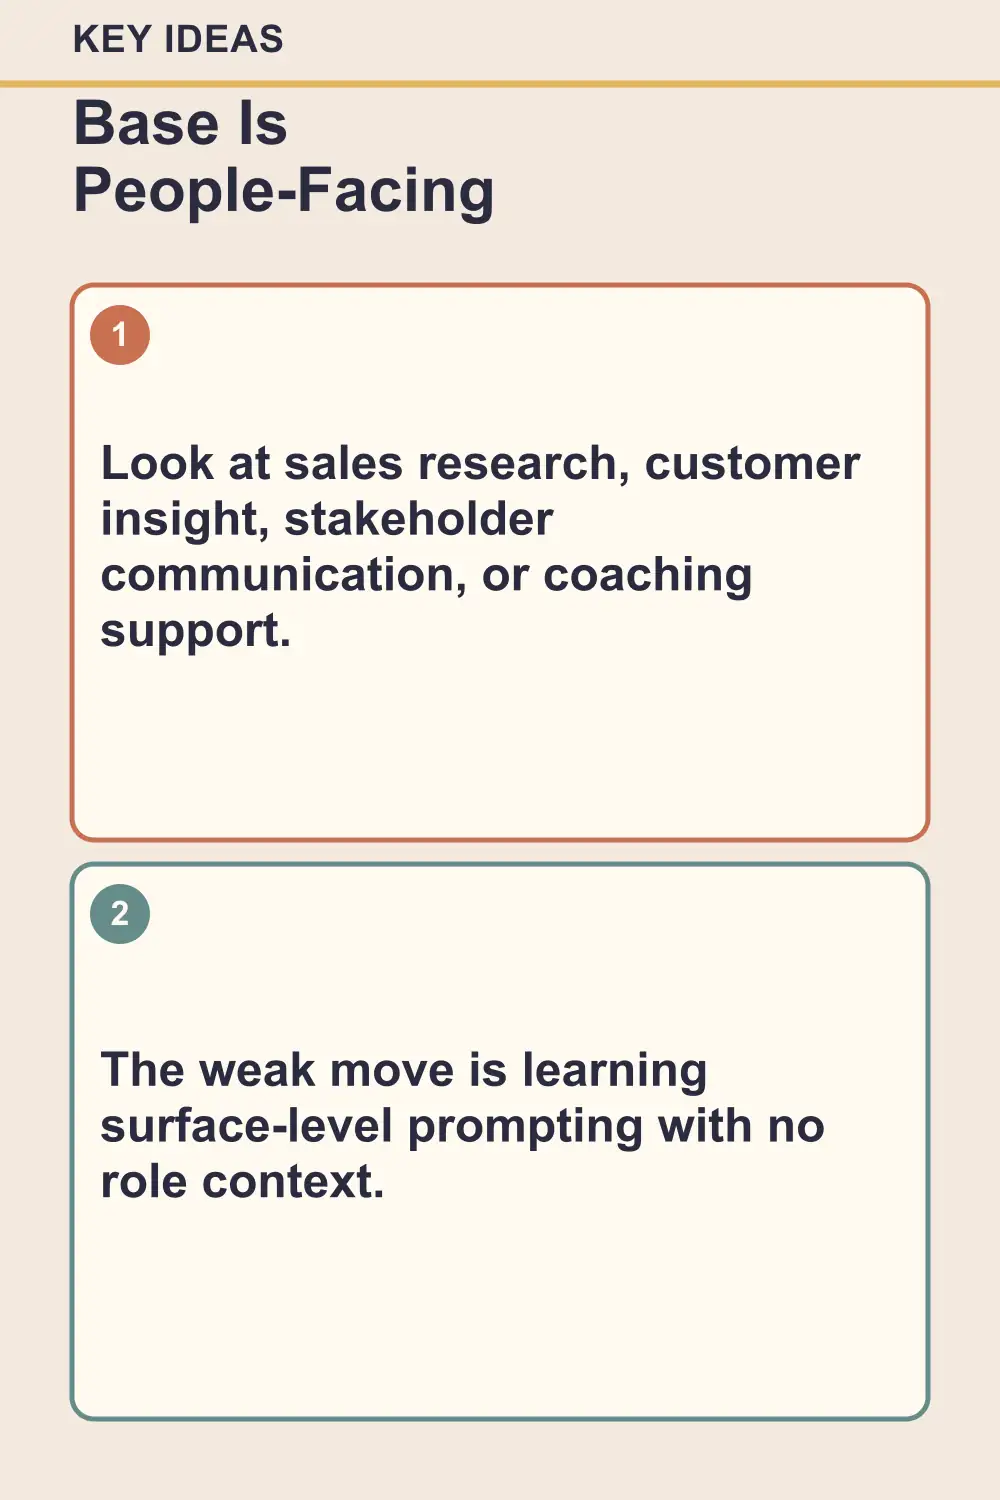 KEY IDEAS
Base Is
People-Facing
1
Look at sales research, customer
insight, stakeholder
communication, or coaching
support.
2
The weak move is learning
surface-level prompting with no
role context.